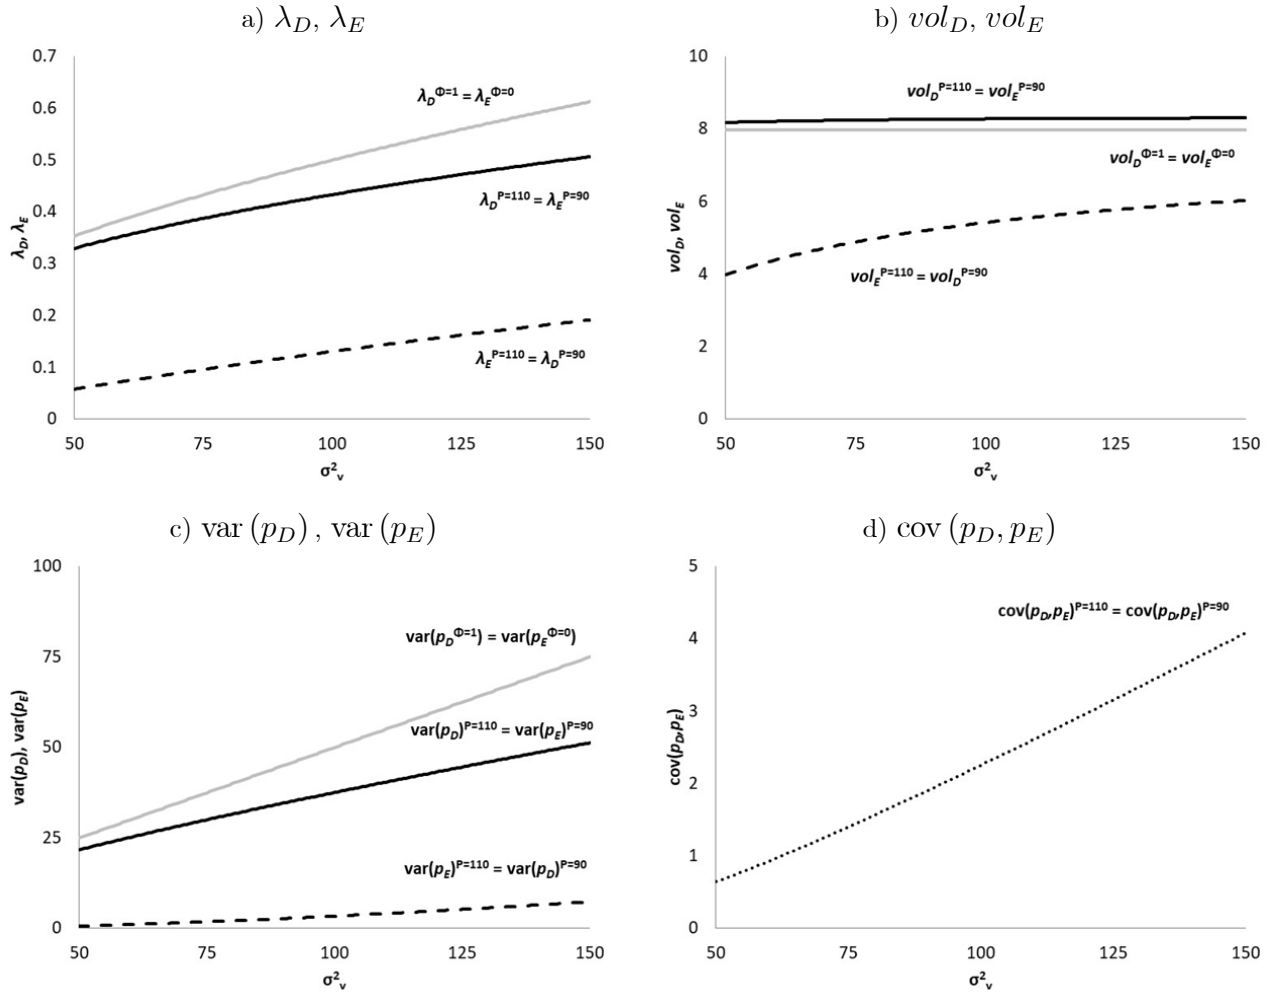 a) λ_D, λ_E
0.7
0.6
0.5
0.4
0.3
0.2
0.1
0
λ_D, λ_E
λ_D^Φ=1 = λ_E^Φ=0
λ_D^P=110 = λ_E^P=90
λ_E^P=110 = λ_D^P=90
50 75 100 125 150
σ²_v
b) vol_D, vol_E
10
8
6
4
2
0
vol_D, vol_E
vol_D^P=110 = vol_E^P=90
vol_D^Φ=1 = vol_E^Φ=0
vol_E^P=110 = vol_D^P=90
50 75 100 125 150
σ²_v
c) var (p_D), var (p_E)
100
75
50
25
0
var(p_D), var(p_E)
var(p_D^Φ=1) = var(p_E^Φ=0)
var(p_D)^P=110 = var(p_E)^P=90
var(p_E)^P=110 = var(p_D)^P=90
50 75 100 125 150
σ²_v
d) cov (p_D, p_E)
5
4
3
2
1
0
cov(p_D,p_E)
cov(p_D,p_E)^P=110 = cov(p_D,p_E)^P=90
50 75 100 125 150
σ²_v